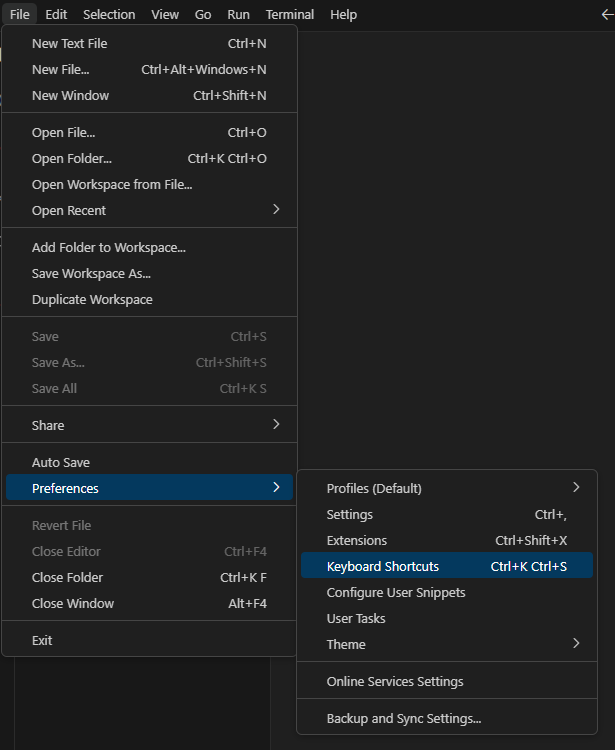 File Edit Selection View Go Run Terminal Help
New Text File Ctrl+N
New File... Ctrl+Alt+Windows+N
New Window Ctrl+Shift+N
Open File... Ctrl+O
Open Folder... Ctrl+K Ctrl+O
Open Workspace from File...
Open Recent
Add Folder to Workspace...
Save Workspace As...
Duplicate Workspace
Save Ctrl+S
Save As... Ctrl+Shift+S
Save All Ctrl+K S
Share
Auto Save
Preferences
Revert File
Close Editor Ctrl+F4
Close Folder Ctrl+K F
Close Window Alt+F4
Exit
Profiles (Default)
Settings Ctrl+,
Extensions Ctrl+Shift+X
Keyboard Shortcuts Ctrl+K Ctrl+S
Configure User Snippets
User Tasks
Theme
Online Services Settings
Backup and Sync Settings...